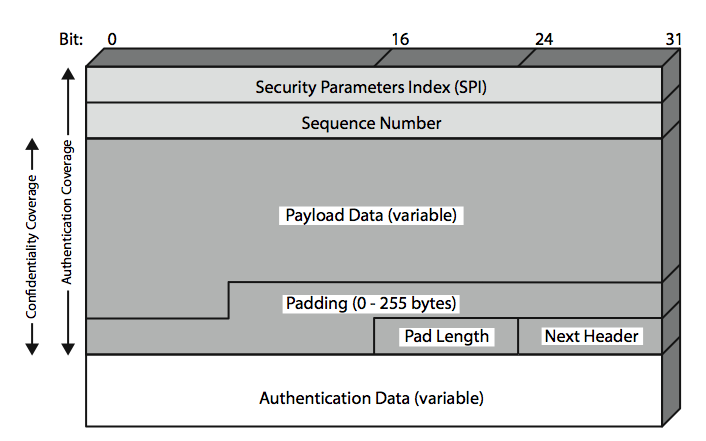 Bit: 0 16 24 31
Security Parameters Index (SPI)
Sequence Number
Payload Data (variable)
Padding (0 - 255 bytes)
Pad Length Next Header
Authentication Data (variable)
Confidentiality Coverage
Authentication Coverage